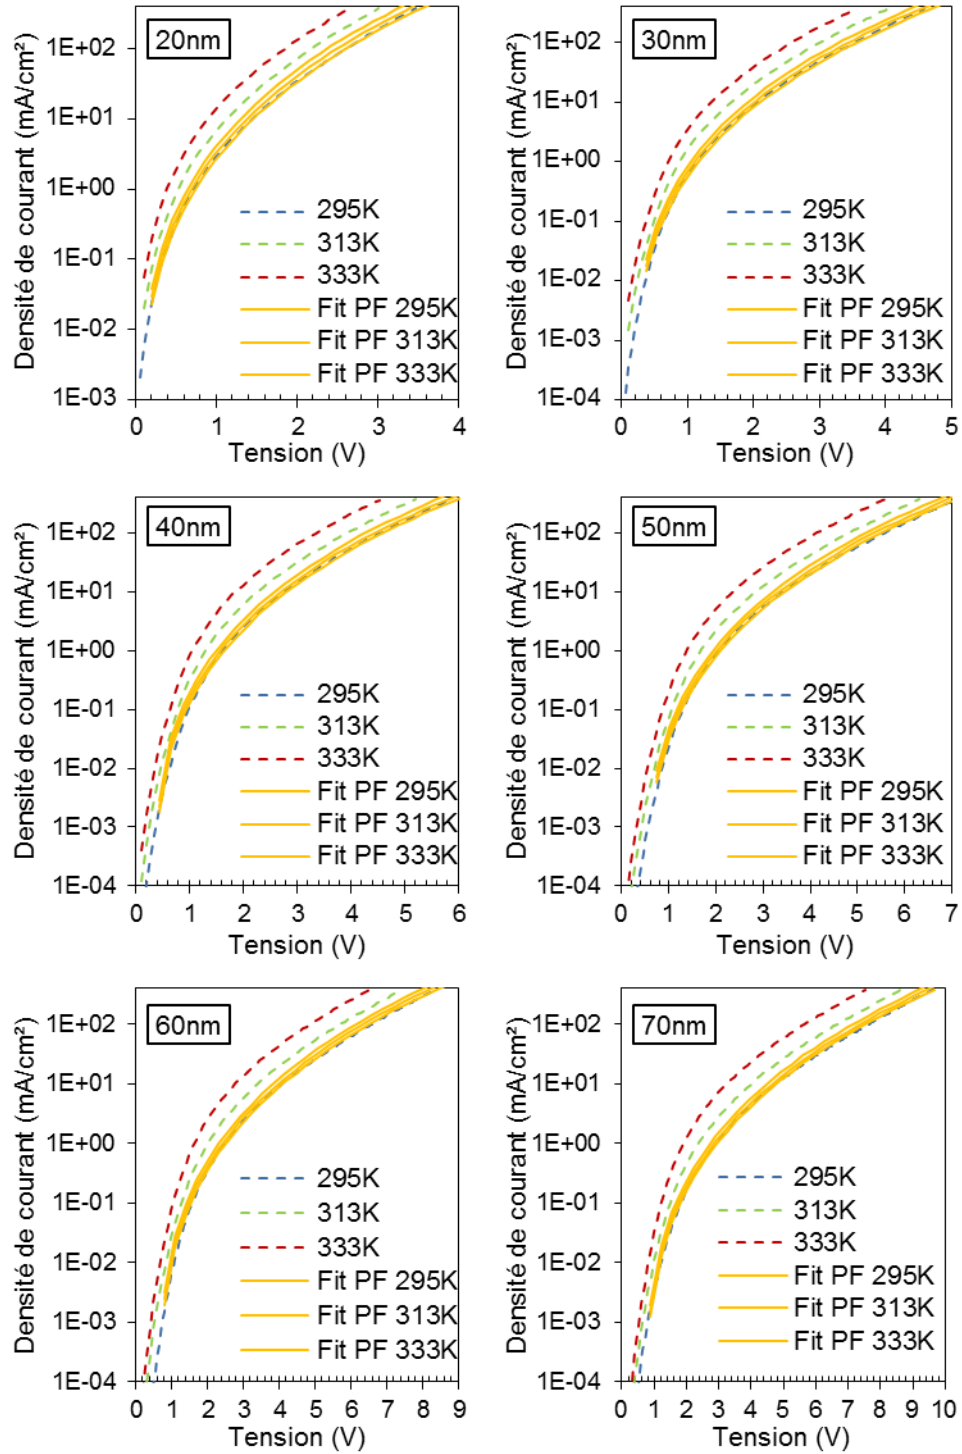 20nm
Densité de courant (mA/cm²)
1E+02
1E+01
1E+00
1E-01
1E-02
1E-03
295K
313K
333K
Fit PF 295K
Fit PF 313K
Fit PF 333K
0 1 2 3 4
Tension (V)
30nm
Densité de courant (mA/cm²)
1E+02
1E+01
1E+00
1E-01
1E-02
1E-03
1E-04
295K
313K
333K
Fit PF 295K
Fit PF 313K
Fit PF 333K
0 1 2 3 4 5
Tension (V)
40nm
Densité de courant (mA/cm²)
1E+02
1E+01
1E+00
1E-01
1E-02
1E-03
1E-04
295K
313K
333K
Fit PF 295K
Fit PF 313K
Fit PF 333K
0 1 2 3 4 5 6
Tension (V)
50nm
Densité de courant (mA/cm²)
1E+02
1E+01
1E+00
1E-01
1E-02
1E-03
1E-04
295K
313K
333K
Fit PF 295K
Fit PF 313K
Fit PF 333K
0 1 2 3 4 5 6 7
Tension (V)
60nm
Densité de courant (mA/cm²)
1E+02
1E+01
1E+00
1E-01
1E-02
1E-03
1E-04
295K
313K
333K
Fit PF 295K
Fit PF 313K
Fit PF 333K
0 1 2 3 4 5 6 7 8 9
Tension (V)
70nm
Densité de courant (mA/cm²)
1E+02
1E+01
1E+00
1E-01
1E-02
1E-03
1E-04
295K
313K
333K
Fit PF 295K
Fit PF 313K
Fit PF 333K
0 1 2 3 4 5 6 7 8 9 10
Tension (V)